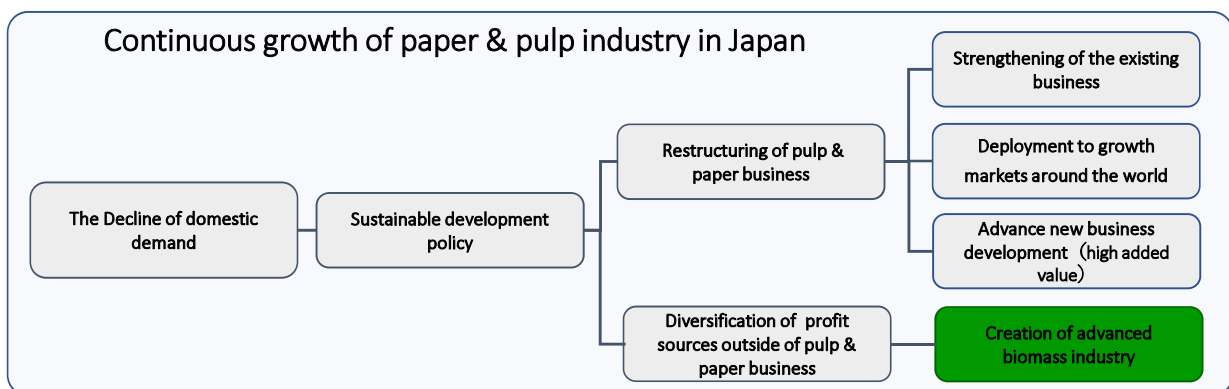 Continuous growth of paper & pulp industry in Japan
The Decline of domestic
demand
Sustainable development
policy
Restructuring of pulp &
paper business
Strengthening of the existing
business
Deployment to growth
markets around the world
Advance new business
development（high added
value）
Diversification of profit
sources outside of pulp &
paper business
Creation of advanced
biomass industry